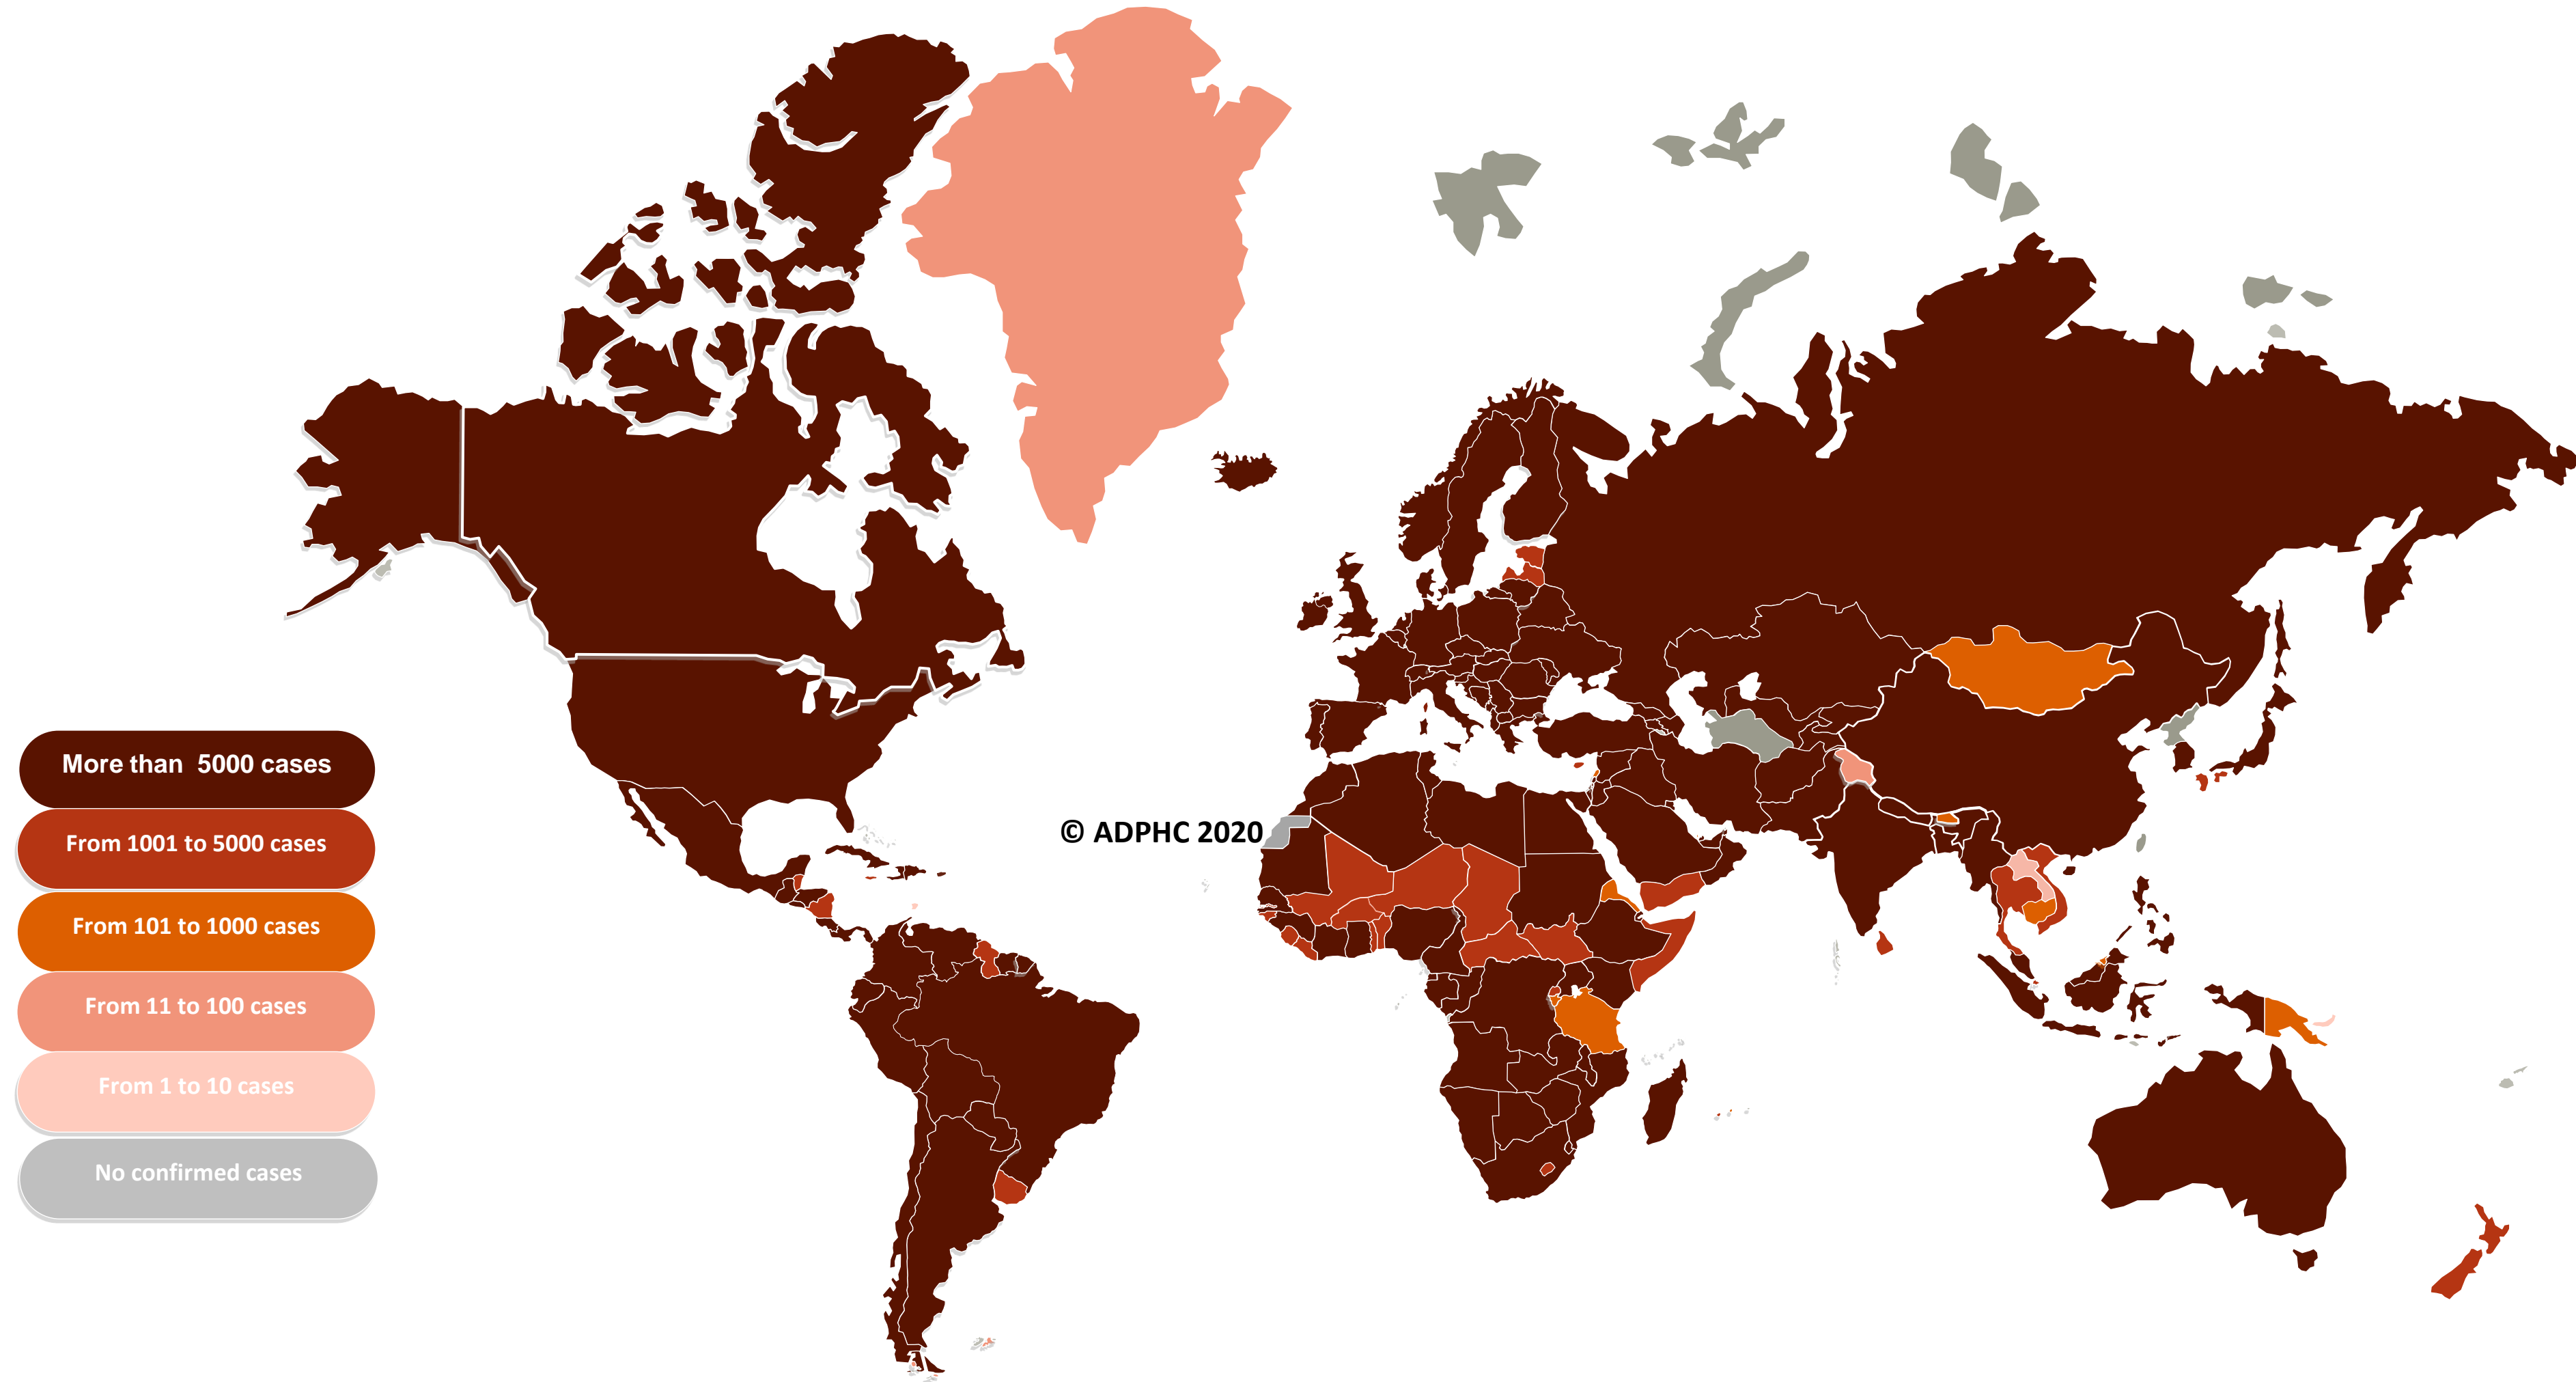 More than 5000 cases
From 1001 to 5000 cases
From 101 to 1000 cases
From 11 to 100 cases
From 1 to 10 cases
No confirmed cases
© ADPHC 2020